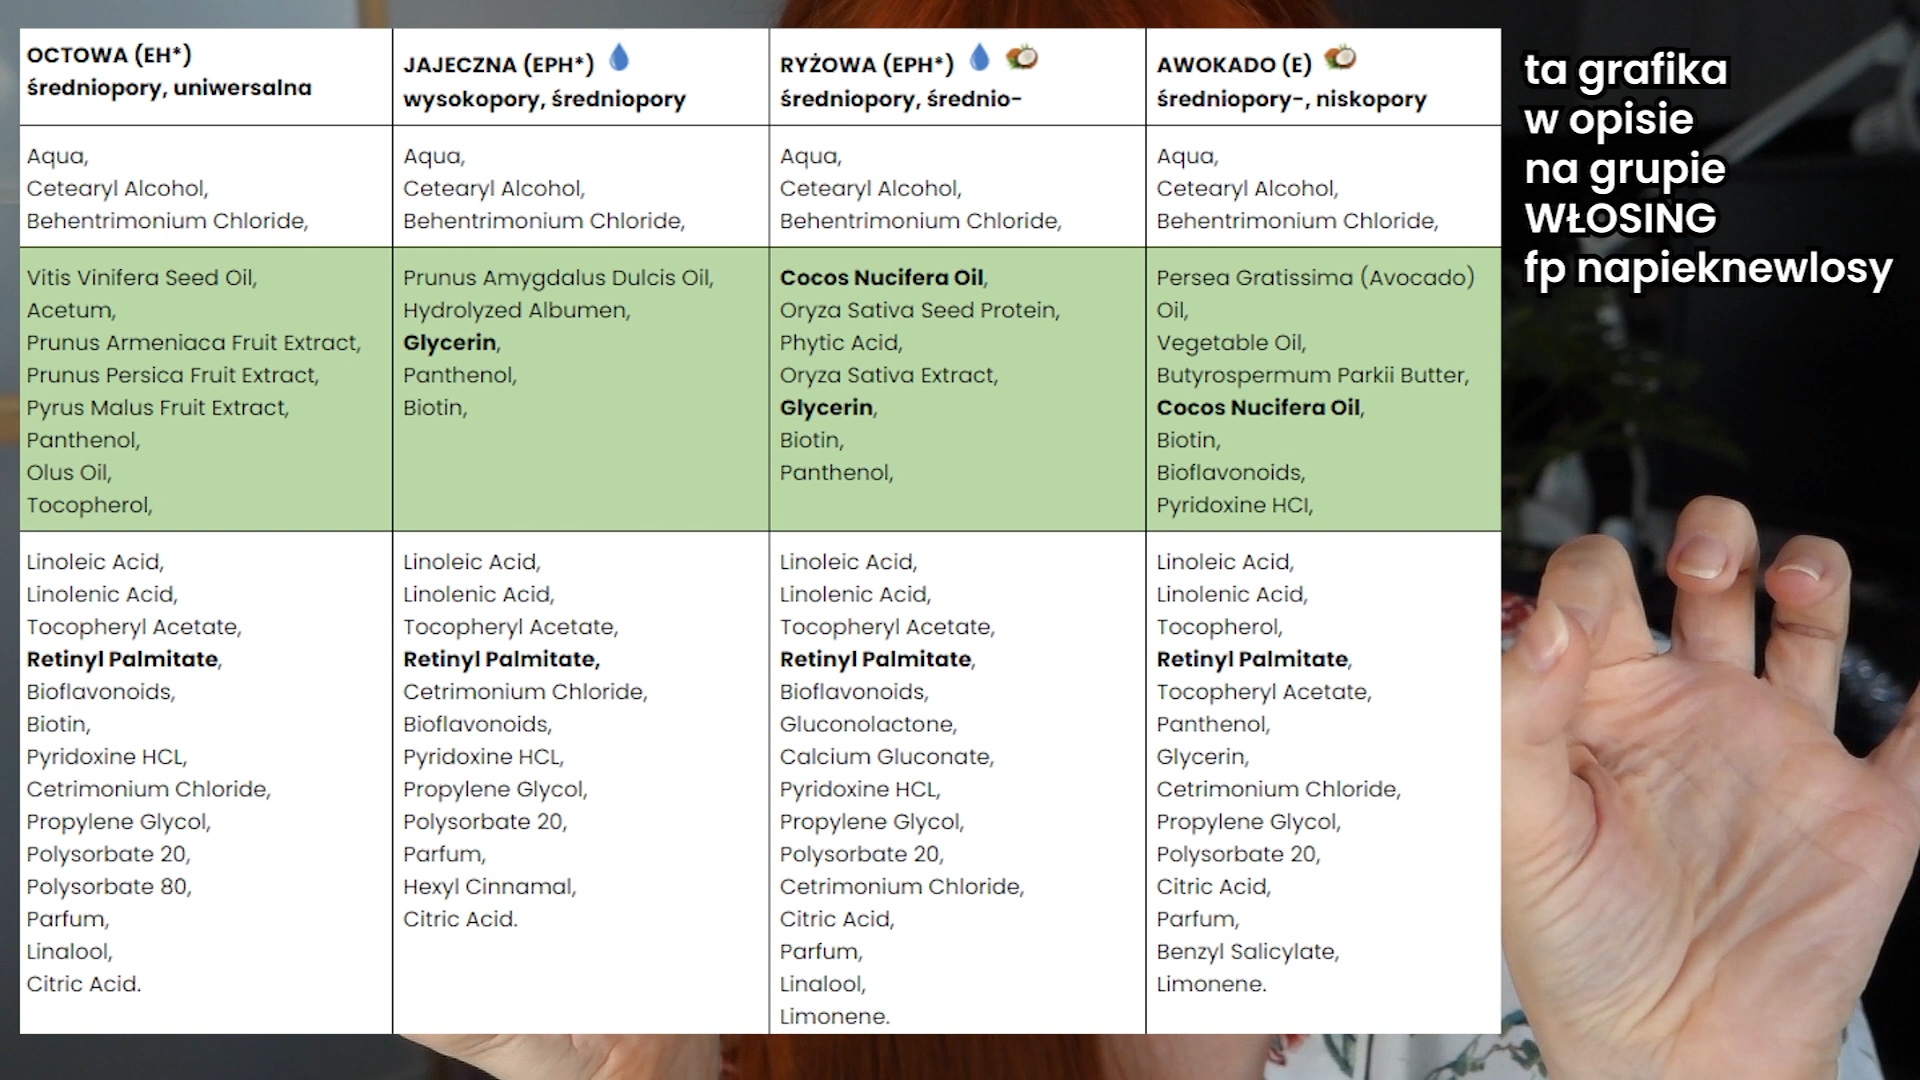 OCTOWA (EH*)
średniopory, uniwersalna
Aqua,
Cetearyl Alcohol,
Behentrimonium Chloride,
Vitis Vinifera Seed Oil,
Acetum,
Prunus Armeniaca Fruit Extract,
Prunus Persica Fruit Extract,
Pyrus Malus Fruit Extract,
Panthenol,
Olus Oil,
Tocopherol,
Linoleic Acid,
Linolenic Acid,
Tocopheryl Acetate,
Retinyl Palmitate,
Bioflavonoids,
Biotin,
Pyridoxine HCL,
Cetrimonium Chloride,
Propylene Glycol,
Polysorbate 20,
Polysorbate 80,
Parfum,
Linalool,
Citric Acid.
JAJECZNA (EPH*)
wysokopory, średniopory
Aqua,
Cetearyl Alcohol,
Behentrimonium Chloride,
Prunus Amygdalus Dulcis Oil,
Hydrolyzed Albumen,
Glycerin,
Panthenol,
Biotin,
Linoleic Acid,
Linolenic Acid,
Tocopheryl Acetate,
Retinyl Palmitate,
Cetrimonium Chloride,
Bioflavonoids,
Pyridoxine HCL,
Propylene Glycol,
Polysorbate 20,
Parfum,
Hexyl Cinnamal,
Citric Acid.
RYŻOWA (EPH*)
średniopory, średnio-
Aqua,
Cetearyl Alcohol,
Behentrimonium Chloride,
Cocos Nucifera Oil,
Oryza Sativa Seed Protein,
Phytic Acid,
Oryza Sativa Extract,
Glycerin,
Biotin,
Panthenol,
Linoleic Acid,
Linolenic Acid,
Tocopheryl Acetate,
Retinyl Palmitate,
Bioflavonoids,
Gluconolactone,
Calcium Gluconate,
Pyridoxine HCL,
Propylene Glycol,
Polysorbate 20,
Cetrimonium Chloride,
Citric Acid,
Parfum,
Linalool,
Limonene.
AWOKADO (E)
średniopory-, niskopory
Aqua,
Cetearyl Alcohol,
Behentrimonium Chloride,
Persea Gratissima (Avocado)
Oil,
Vegetable Oil,
Butyrospermum Parkii Butter,
Cocos Nucifera Oil,
Biotin,
Bioflavonoids,
Pyridoxine HCl,
Linoleic Acid,
Linolenic Acid,
Tocopherol,
Retinyl Palmitate,
Tocopheryl Acetate,
Panthenol,
Glycerin,
Cetrimonium Chloride,
Propylene Glycol,
Polysorbate 20,
Citric Acid,
Parfum,
Benzyl Salicylate,
Limonene.
ta grafika
w opisie
na grupie
WŁOSING
fp napieknewlosy